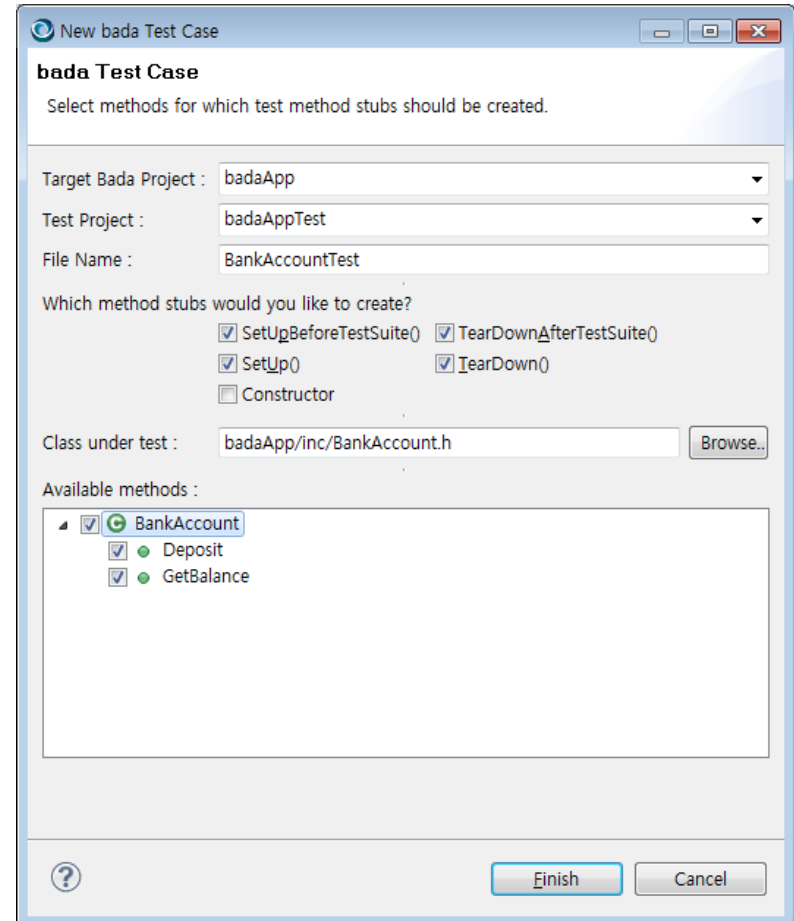 New bada Test Case
bada Test Case
Select methods for which test method stubs should be created.
Target Bada Project : badaApp
Test Project : badaAppTest
File Name : BankAccountTest
Which method stubs would you like to create?
SetUpBeforeTestSuite() TearDownAfterTestSuite()
SetUp() TearDown()
Constructor
Class under test : badaApp/inc/BankAccount.h Browse..
Available methods :
C BankAccount
Deposit
GetBalance
? Finish Cancel